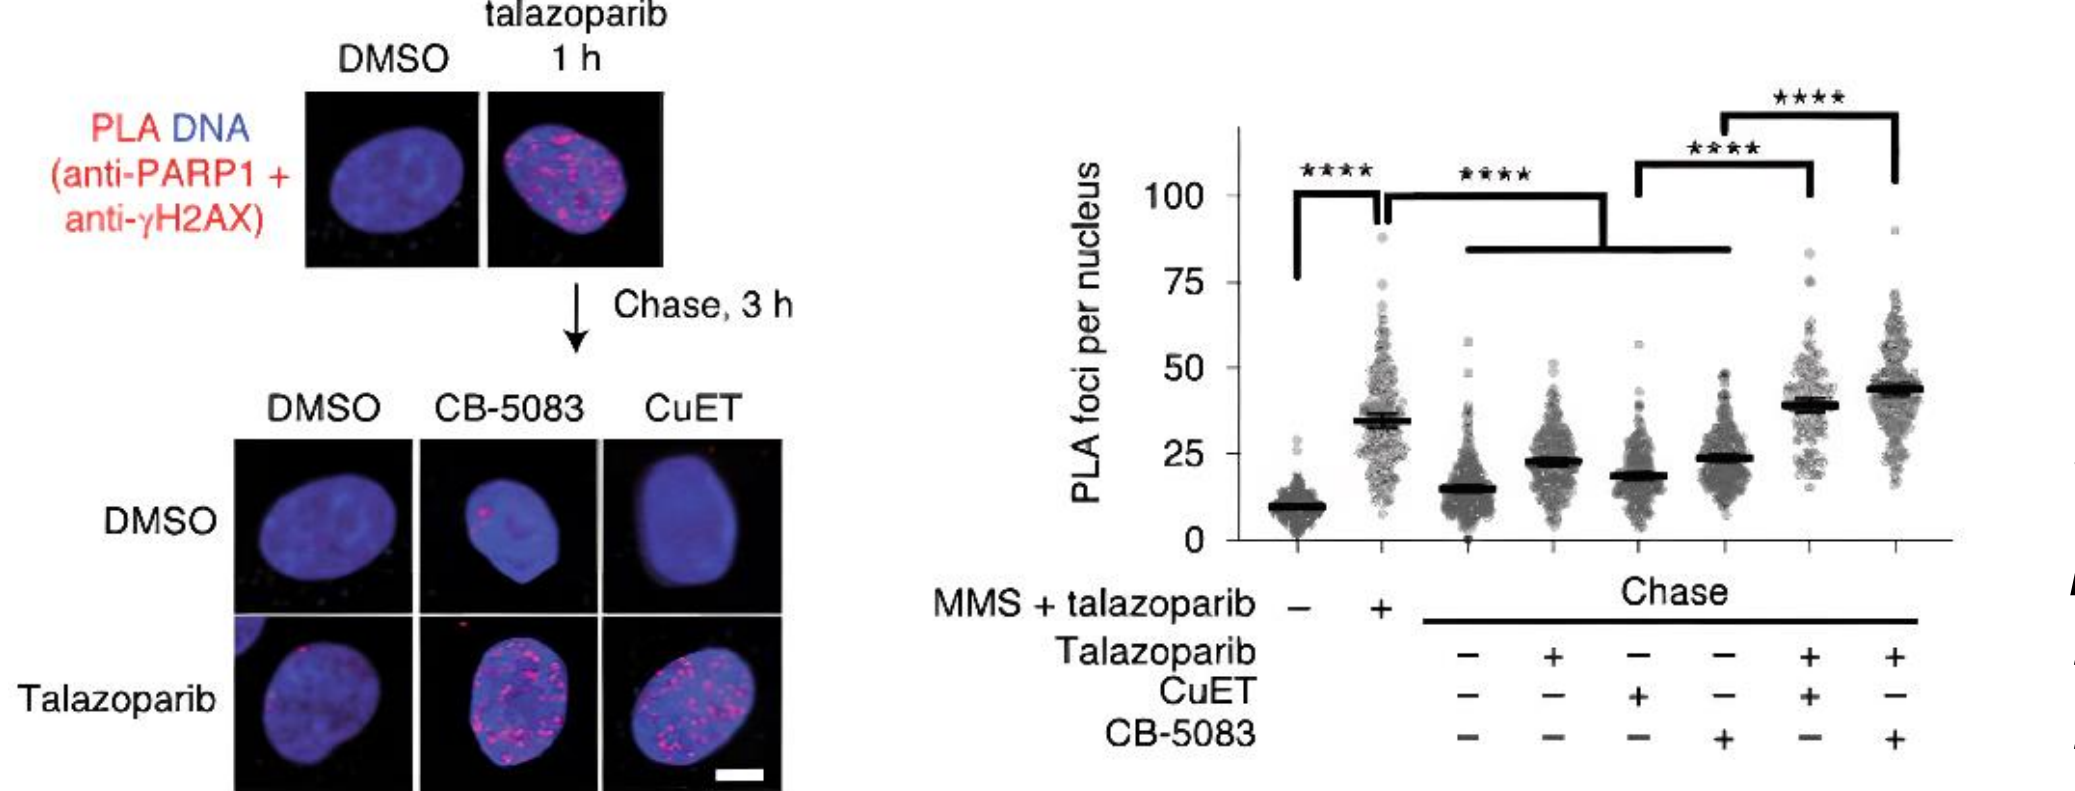 talazoparib
DMSO 1 h
PLA DNA
(anti-PARP1 +
anti-γH2AX)
Chase, 3 h
DMSO CB-5083 CuET
DMSO
Talazoparib
PLA foci per nucleus
100
75
50
25
0
**** **** **** ****
MMS + talazoparib − +
Chase
Talazoparib − + − − + +
CuET − − + − + −
CB-5083 − − − + − +